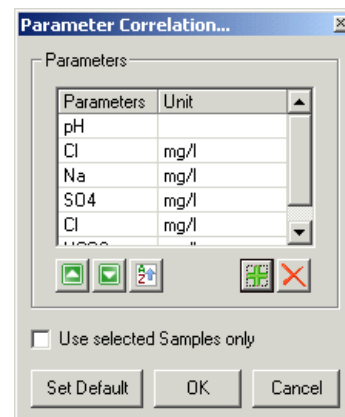 Parameter Correlation...
Parameters
Parameters Unit
pH
Cl mg/l
Na mg/l
SO4 mg/l
Cl mg/l
Use selected Samples only
Set Default OK Cancel